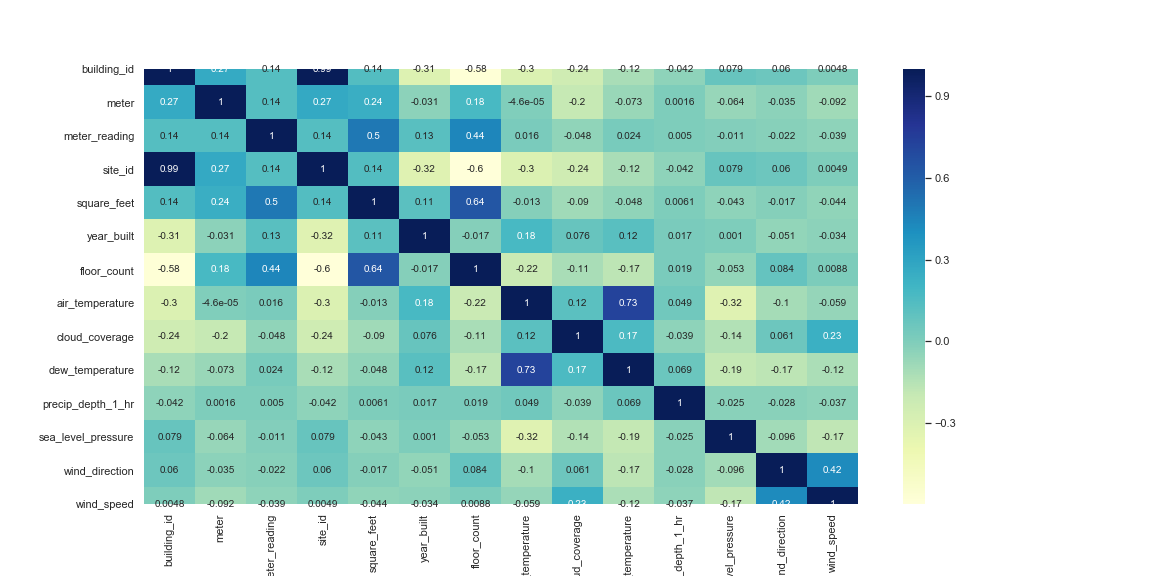 building_id 1 0.27 0.14 0.99 0.14 -0.31 -0.58 -0.3 -0.24 -0.12 -0.042 0.079 0.06 0.0048
meter 0.27 1 0.14 0.27 0.24 -0.031 0.18 -4.6e-05 -0.2 -0.073 0.0016 -0.064 -0.035 -0.092
meter_reading 0.14 0.14 1 0.14 0.5 0.13 0.44 0.016 -0.048 0.024 0.005 -0.011 -0.022 -0.039
site_id 0.99 0.27 0.14 1 0.14 -0.32 -0.6 -0.3 -0.24 -0.12 -0.042 0.079 0.06 0.0049
square_feet 0.14 0.24 0.5 0.14 1 0.11 0.64 -0.013 -0.09 -0.048 0.0061 -0.043 -0.017 -0.044
year_built -0.31 -0.031 0.13 -0.32 0.11 1 -0.017 0.18 0.076 0.12 0.017 0.001 -0.051 -0.034
floor_count -0.58 0.18 0.44 -0.6 0.64 -0.017 1 -0.22 -0.11 -0.17 0.019 -0.053 0.084 0.0088
air_temperature -0.3 -4.6e-05 0.016 -0.3 -0.013 0.18 -0.22 1 0.12 0.73 0.049 -0.32 -0.1 -0.059
cloud_coverage -0.24 -0.2 -0.048 -0.24 -0.09 0.076 -0.11 0.12 1 0.17 -0.039 -0.14 0.061 0.23
dew_temperature -0.12 -0.073 0.024 -0.12 -0.048 0.12 -0.17 0.73 0.17 1 0.069 -0.19 -0.17 -0.12
precip_depth_1_hr -0.042 0.0016 0.005 -0.042 0.0061 0.017 0.019 0.049 -0.039 0.069 1 -0.025 -0.028 -0.037
sea_level_pressure 0.079 -0.064 -0.011 0.079 -0.043 0.001 -0.053 -0.32 -0.14 -0.19 -0.025 1 -0.096 -0.17
wind_direction 0.06 -0.035 -0.022 0.06 -0.017 -0.051 0.084 -0.1 0.061 -0.17 -0.028 -0.096 1 0.42
wind_speed 0.0048 -0.092 -0.039 0.0049 -0.044 -0.034 0.0088 -0.059 0.23 -0.12 -0.037 -0.17 0.42 1
building_id
meter
eter_reading
site_id
square_feet
year_built
floor_count
_temperature
ud_coverage
_temperature
_depth_1_hr
vel_pressure
nd_direction
wind_speed
0.9
0.6
0.3
0.0
−0.3